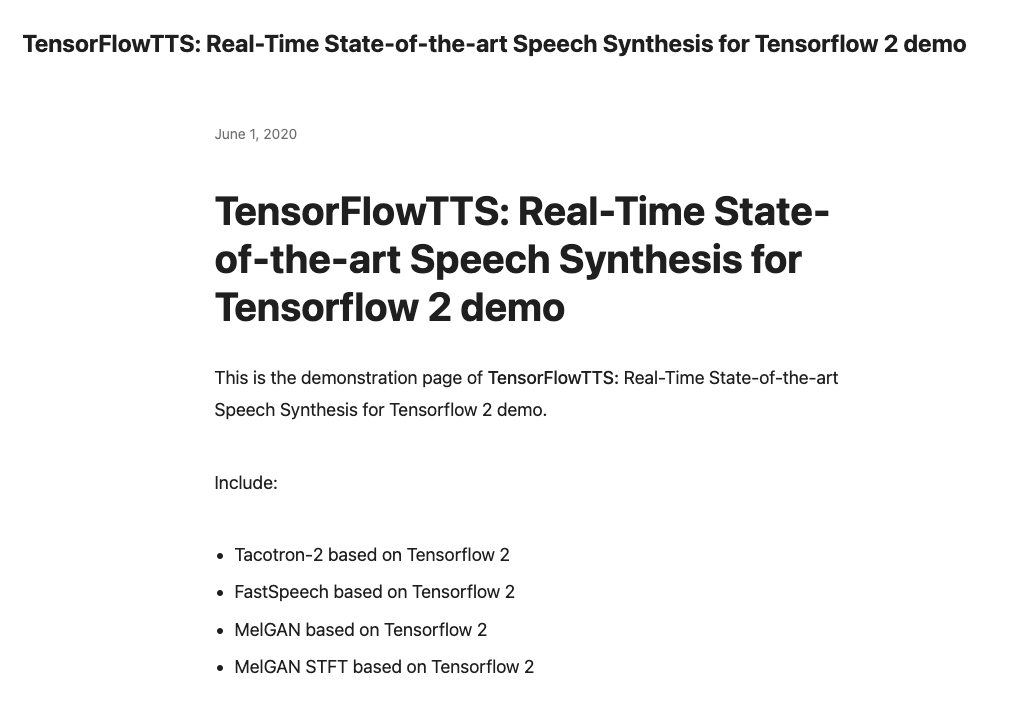 TensorFlowTTS: Real-Time State-of-the-art Speech Synthesis for Tensorflow 2 demo
June 1, 2020
TensorFlowTTS: Real-Time State-
of-the-art Speech Synthesis for
Tensorflow 2 demo
This is the demonstration page of TensorFlowTTS: Real-Time State-of-the-art
Speech Synthesis for Tensorflow 2 demo.
Include:
• Tacotron-2 based on Tensorflow 2
• FastSpeech based on Tensorflow 2
• MelGAN based on Tensorflow 2
• MelGAN STFT based on Tensorflow 2